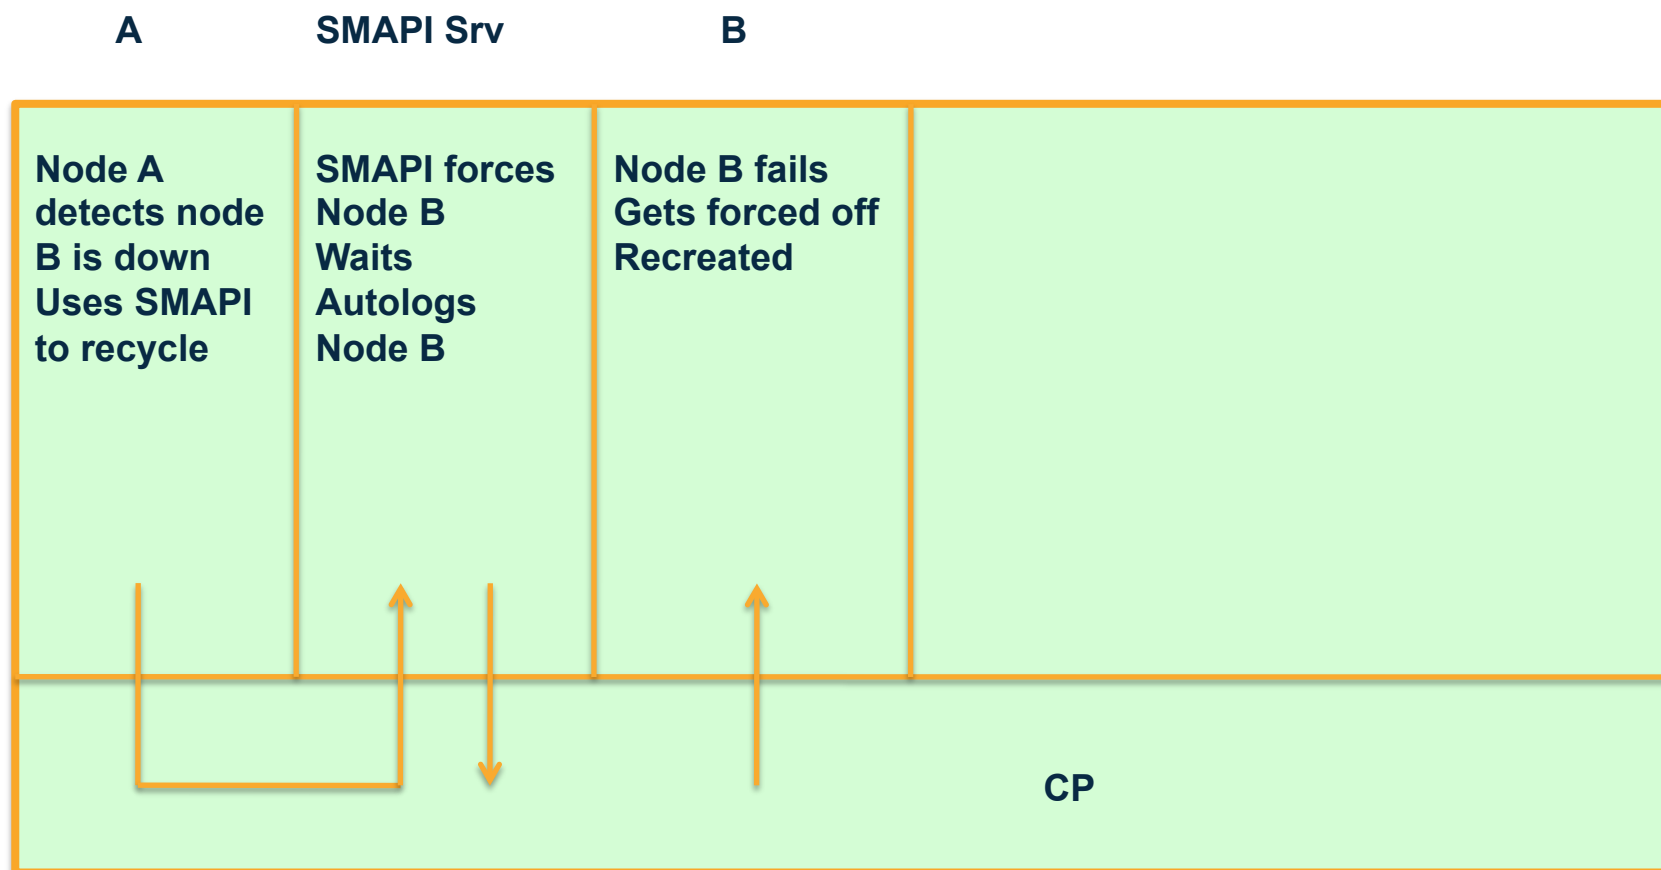 A
SMAPI Srv
B
Node A
detects node
B is down
Uses SMAPI
to recycle
SMAPI forces
Node B
Waits
Autologs
Node B
Node B fails
Gets forced off
Recreated
CP